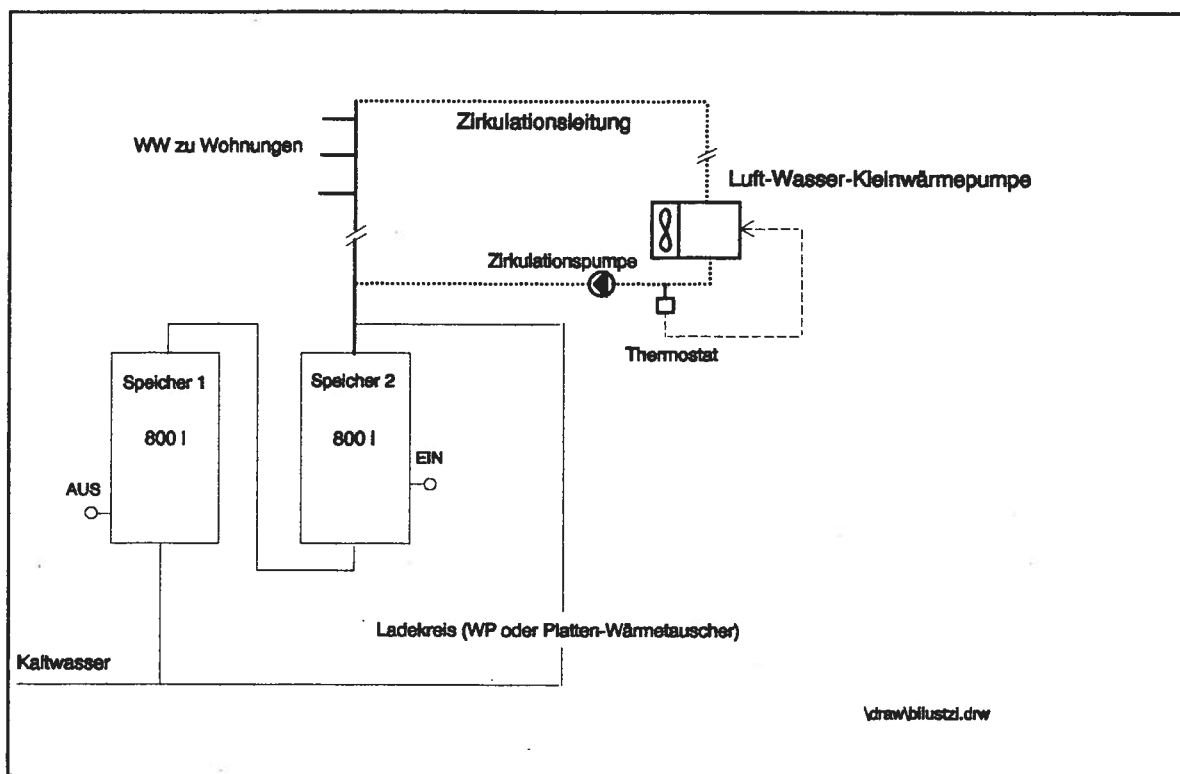 Zirkulationsleitung
WW zu Wohnungen
Luft-Wasser-Kleinwärmepumpe
Zirkulationspumpe
Thermostat
Speicher 1
Speicher 2
800 l
800 l
EIN
AUS
Ladekreis (WP oder Platten-Wärmetauscher)
Kaltwasser
\draw\bilustzi.drw